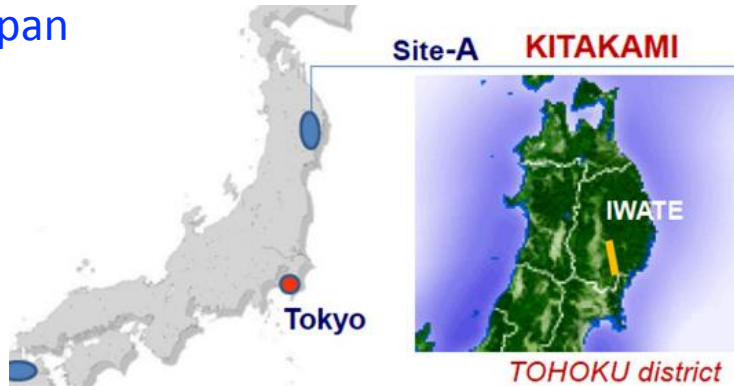 pan
Site-A KITAKAMI
IWATE
Tokyo
TOHOKU district